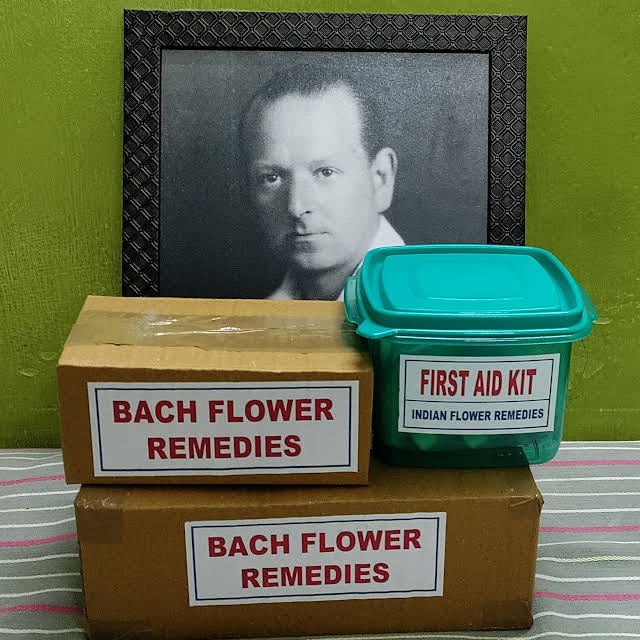 BACH FLOWER
REMEDIES
FIRST AID KIT
INDIAN FLOWER REMEDIES
BACH FLOWER
REMEDIES